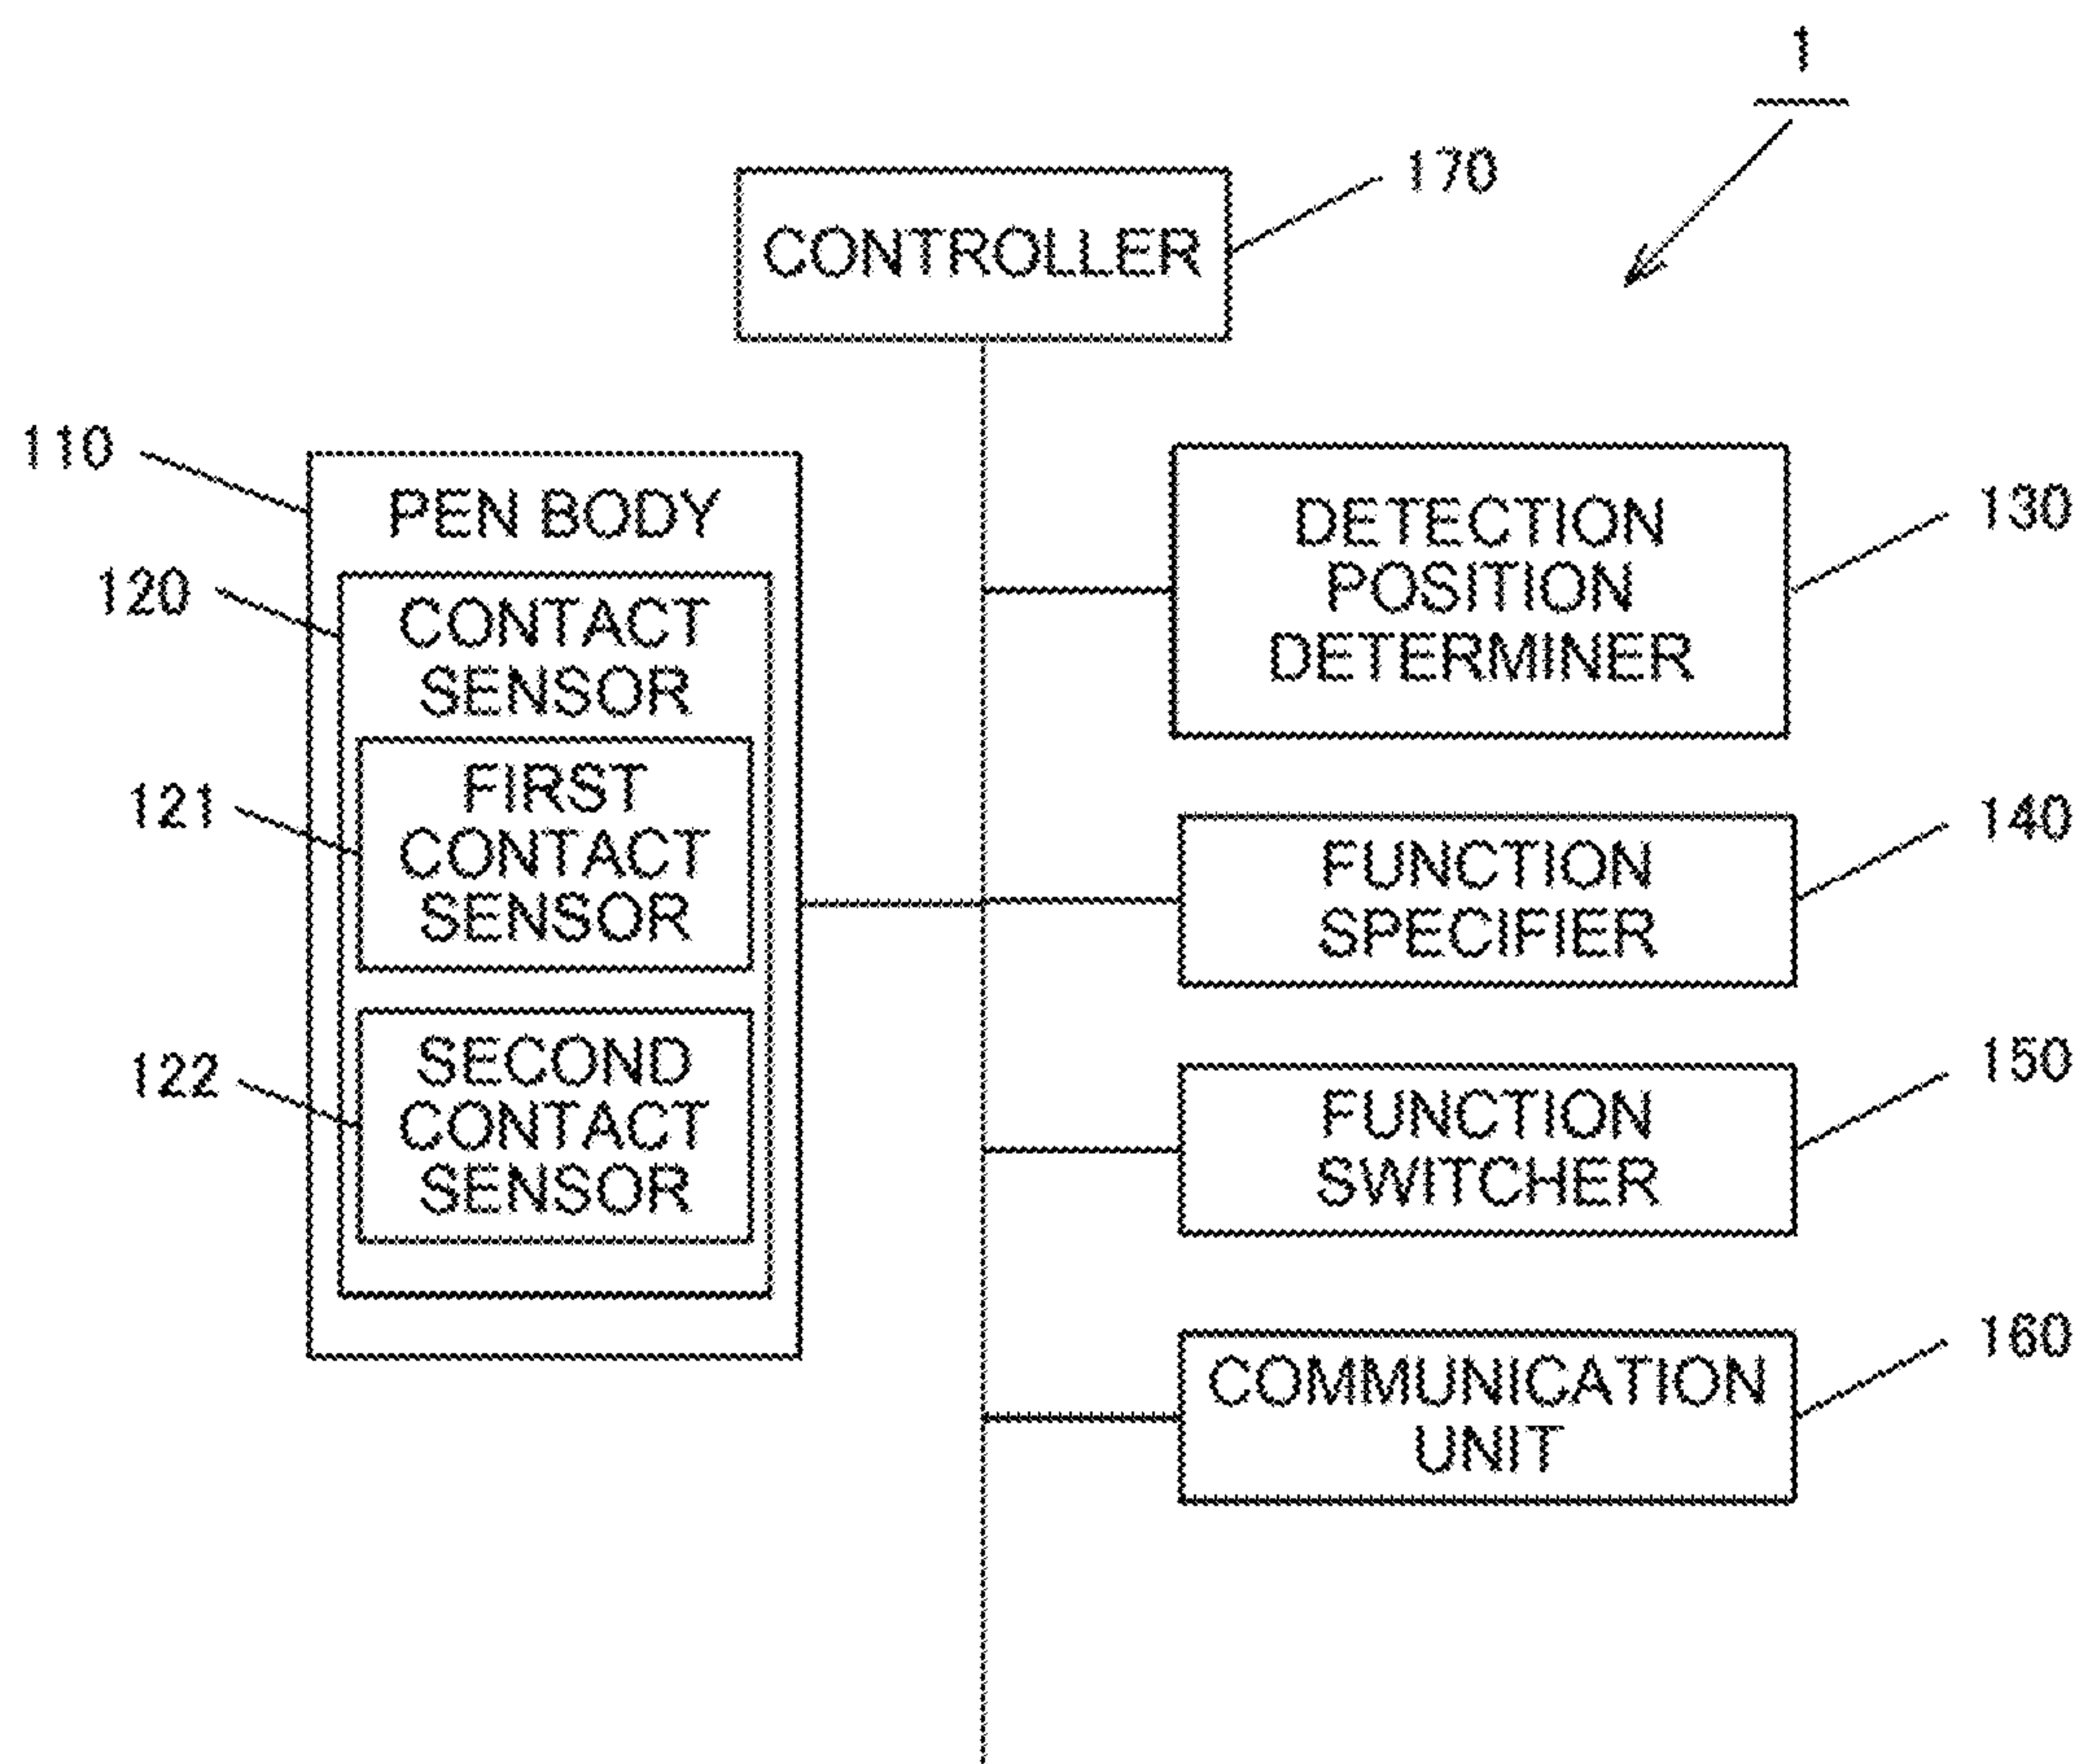 1
170
CONTROLLER
110
PEN BODY
120
CONTACT
SENSOR
121
FIRST
CONTACT
SENSOR
122
SECOND
CONTACT
SENSOR
DETECTION
POSITION
DETERMINER
130
FUNCTION
SPECIFIER
140
FUNCTION
SWITCHER
150
COMMUNICATION
UNIT
160